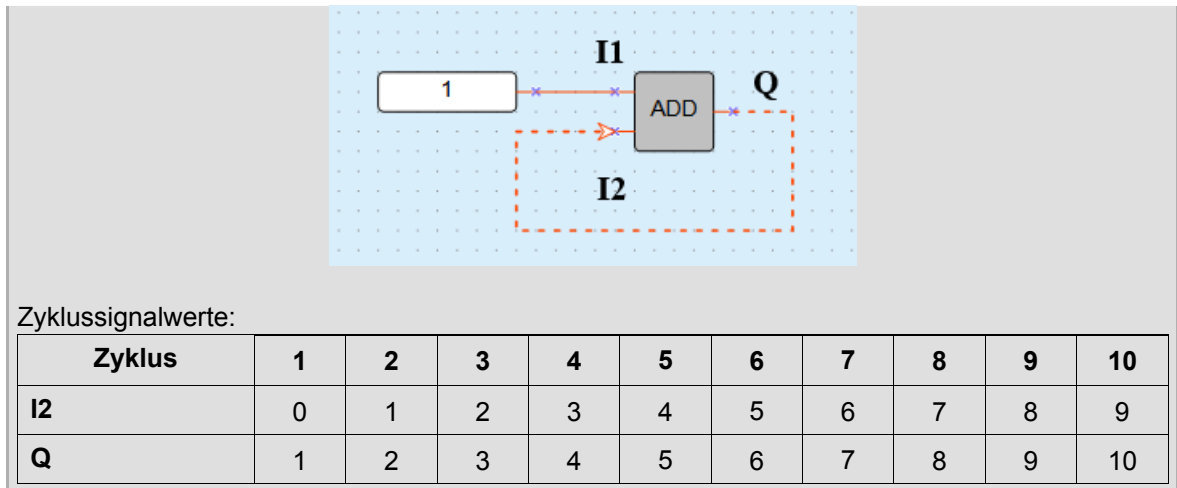 I1
1
ADD
Q
I2
Zyklussignalwerte:
Zyklus 1 2 3 4 5 6 7 8 9 10
I2 0 1 2 3 4 5 6 7 8 9
Q 1 2 3 4 5 6 7 8 9 10